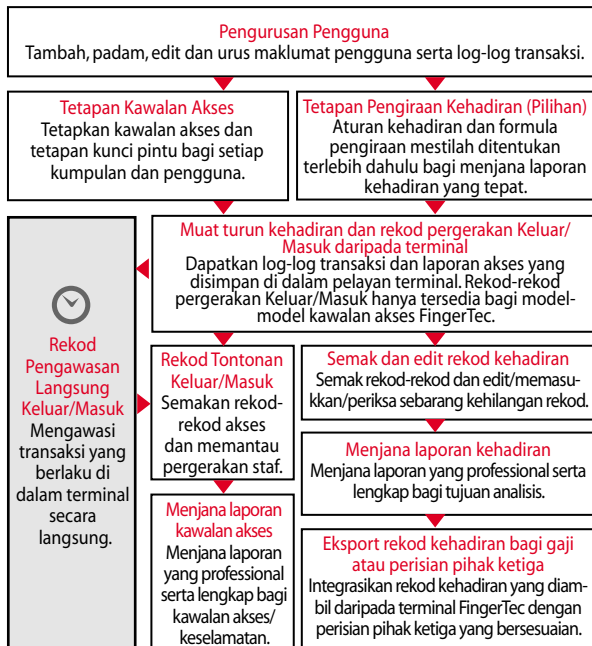 Pengurusan Pengguna
Tambah, padam, edit dan urus maklumat pengguna serta log-log transaksi.
Tetapan Kawalan Akses
Tetapkan kawalan akses dan
tetapan kunci pintu bagi setiap
kumpulan dan pengguna.
Tetapan Pengiraan Kehadiran (Pilihan)
Aturan kehadiran dan formula
pengiraan mestilah ditentukan
terlebih dahulu bagi menjana laporan
kehadiran yang tepat.
Muat turun kehadiran dan rekod pergerakan Keluar/
Masuk daripada terminal
Dapatkan log-log transaksi dan laporan akses yang
disimpan di dalam pelayan terminal. Rekod-rekod
pergerakan Keluar/Masuk hanya tersedia bagi model-
model kawalan akses FingerTec.
Rekod
Pengawasan
Langsung
Keluar/Masuk
Mengawasi
transaksi yang
berlaku di
dalam terminal
secara
langsung.
Rekod Tontonan
Keluar/Masuk
Semakan rekod-
rekod akses
dan memantau
pergerakan staf.
Menjana laporan
kawalan akses
Menjana laporan
yang professional
serta lengkap bagi
kawalan akses/
keselamatan.
Semak dan edit rekod kehadiran
Semak rekod-rekod dan edit/memasu-
kkan/periksa sebarang kehilangan rekod.
Menjana laporan kehadiran
Menjana laporan yang professional serta
lengkap bagi tujuan analisis.
Eksport rekod kehadiran bagi gaji
atau perisian pihak ketiga
Integrasikan rekod kehadiran yang diam-
bil daripada terminal FingerTec dengan
perisian pihak ketiga yang bersesuaian.